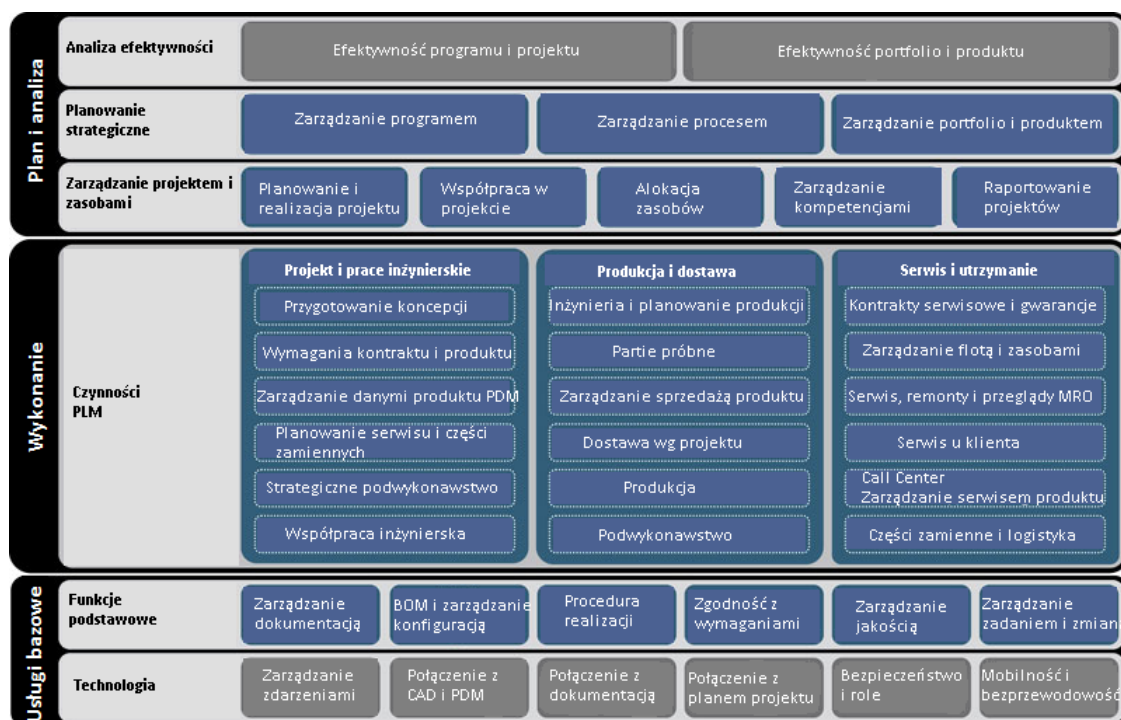 Plan i analiza
Analiza efektywności
Efektywność programu i projektu
Efektywność portfolio i produktu
Planowanie
strategiczne
Zarządzanie programem
Zarządzanie procesem
Zarządzanie portfolio i produktem
Zarządzanie projektem i
zasobami
Planowanie i
realizacja projektu
Współpraca w
projekcie
Alokacja
zasobów
Zarządzanie
kompetencjami
Raportowanie
projektów
Wykonanie
Czynności
PLM
Projekt i prace inżynierskie
Przygotowanie koncepcji
Wymagania kontraktu i produktu
Zarządzanie danymi produktu PDM
Planowanie serwisu i części
zamiennych
Strategiczne podwykonawstwo
Współpraca inżynierska
Produkcja i dostawa
Inżynieria i planowanie produkcji
Partie próbne
Zarządzanie sprzedażą produktu
Dostawa wg projektu
Produkcja
Podwykonawstwo
Serwis i utrzymanie
Kontrakty serwisowe i gwarancje
Zarządzanie flotą i zasobami
Serwis, remonty i przeglądy MRO
Serwis u klienta
Call Center
Zarządzanie serwisem produktu
Części zamienne i logistyka
Usługi bazowe
Funkcje
podstawowe
Zarządzanie
dokumentacją
BOM i zarządzanie
konfiguracją
Procedura
realizacji
Zgodność z
wymaganiami
Zarządzanie
jakością
Zarządzanie
zadaniem i zmian
Technologia
Zarządzanie
zdarzeniami
Połączenie z
CAD i PDM
Połączenie z
dokumentacją
Połączenie z
planem projektu
Bezpieczeństwo
i role
Mobilność i
bezprzewodowość